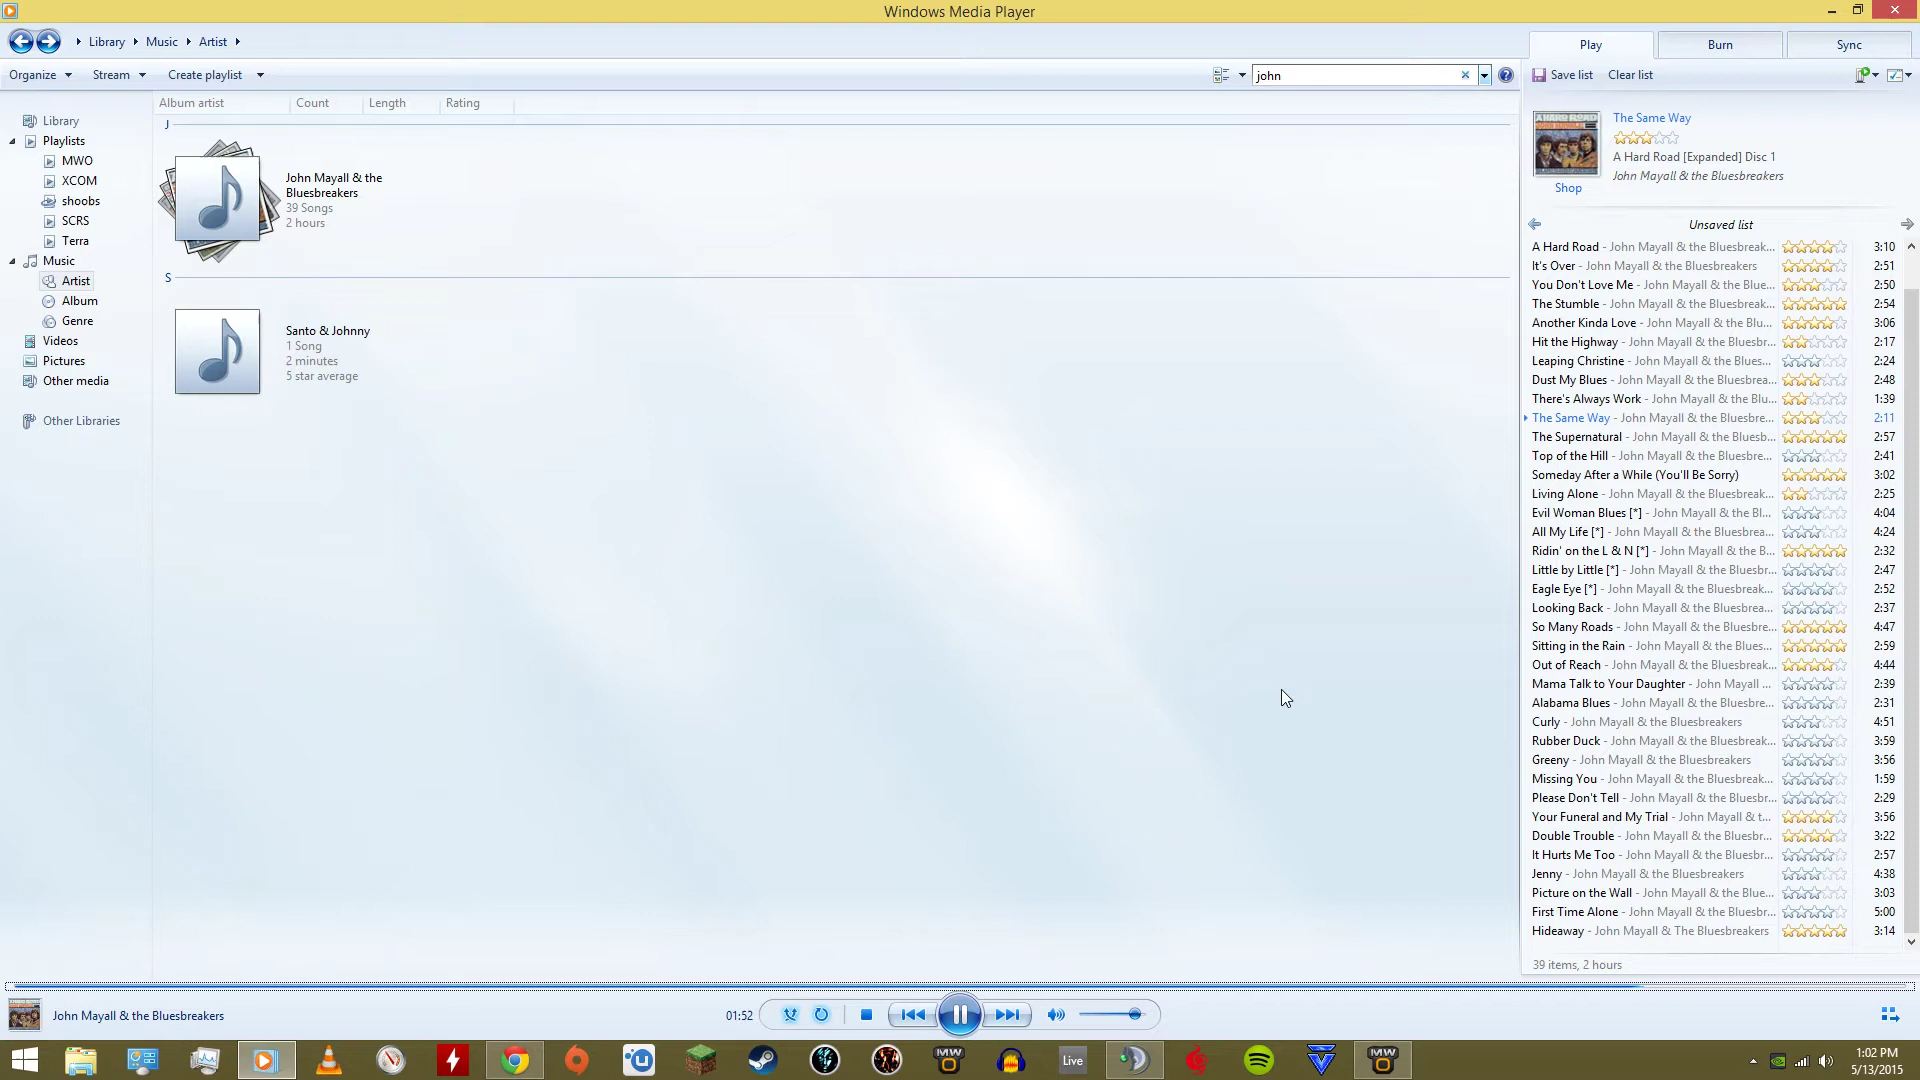 Windows Media Player
Library Music Artist
Play Burn Sync
Organize Stream Create playlist
john
Save list Clear list
Album artist Count Length Rating
J
John Mayall & the
Bluesbreakers
39 Songs
2 hours
S
Santo & Johnny
1 Song
2 minutes
5 star average
Library
Playlists
MWO
XCOM
shoobs
SCRS
Terra
Music
Artist
Album
Genre
Videos
Pictures
Other media
Other Libraries
A HARD ROAD
The Same Way
A Hard Road [Expanded] Disc 1
John Mayall & the Bluesbreakers
Shop
Unsaved list
A Hard Road - John Mayall & the Bluesbreak... 3:10
It's Over - John Mayall & the Bluesbreakers 2:51
You Don't Love Me - John Mayall & the Blue... 2:50
The Stumble - John Mayall & the Bluesbreak... 2:54
Another Kinda Love - John Mayall & the Blu... 3:06
Hit the Highway - John Mayall & the Bluesbr... 2:17
Leaping Christine - John Mayall & the Blues... 2:24
Dust My Blues - John Mayall & the Bluesbrea... 2:48
There's Always Work - John Mayall & the Blu... 1:39
The Same Way - John Mayall & the Bluesbre... 2:11
The Supernatural - John Mayall & the Bluesb... 2:57
Top of the Hill - John Mayall & the Bluesbre... 2:41
Someday After a While (You'll Be Sorry) 3:02
Living Alone - John Mayall & the Bluesbreak... 2:25
Evil Woman Blues [*] - John Mayall & the Bl... 4:04
All My Life [*] - John Mayall & the Bluesbrea... 4:24
Ridin' on the L & N [*] - John Mayall & the B... 2:32
Little by Little [*] - John Mayall & the Blues... 2:47
Eagle Eye [*] - John Mayall & the Bluesbrea... 2:52
Looking Back - John Mayall & the Bluesbrea... 2:37
So Many Roads - John Mayall & the Bluesbre... 4:47
Sitting in the Rain - John Mayall & the Blues... 2:59
Out of Reach - John Mayall & the Bluesbreak... 4:44
Mama Talk to Your Daughter - John Mayall ... 2:39
Alabama Blues - John Mayall & the Bluesbre... 2:31
Curly - John Mayall & the Bluesbreakers 4:51
Rubber Duck - John Mayall & the Bluesbreak... 3:59
Greeny - John Mayall & the Bluesbreakers 3:56
Missing You - John Mayall & the Bluesbreak... 1:59
Please Don't Tell - John Mayall & the Bluesbr... 2:29
Your Funeral and My Trial - John Mayall & t... 3:56
Double Trouble - John Mayall & the Bluesbr... 3:22
It Hurts Me Too - John Mayall & the Bluesbr... 2:57
Jenny - John Mayall & the Bluesbreakers 4:38
Picture on the Wall - John Mayall & the Blue... 3:03
First Time Alone - John Mayall & the Bluesbr... 5:00
Hideaway - John Mayall & The Bluesbreakers 3:14
39 items, 2 hours
John Mayall & the Bluesbreakers
01:52
MW
Live
MW
1:02 PM
5/13/2015